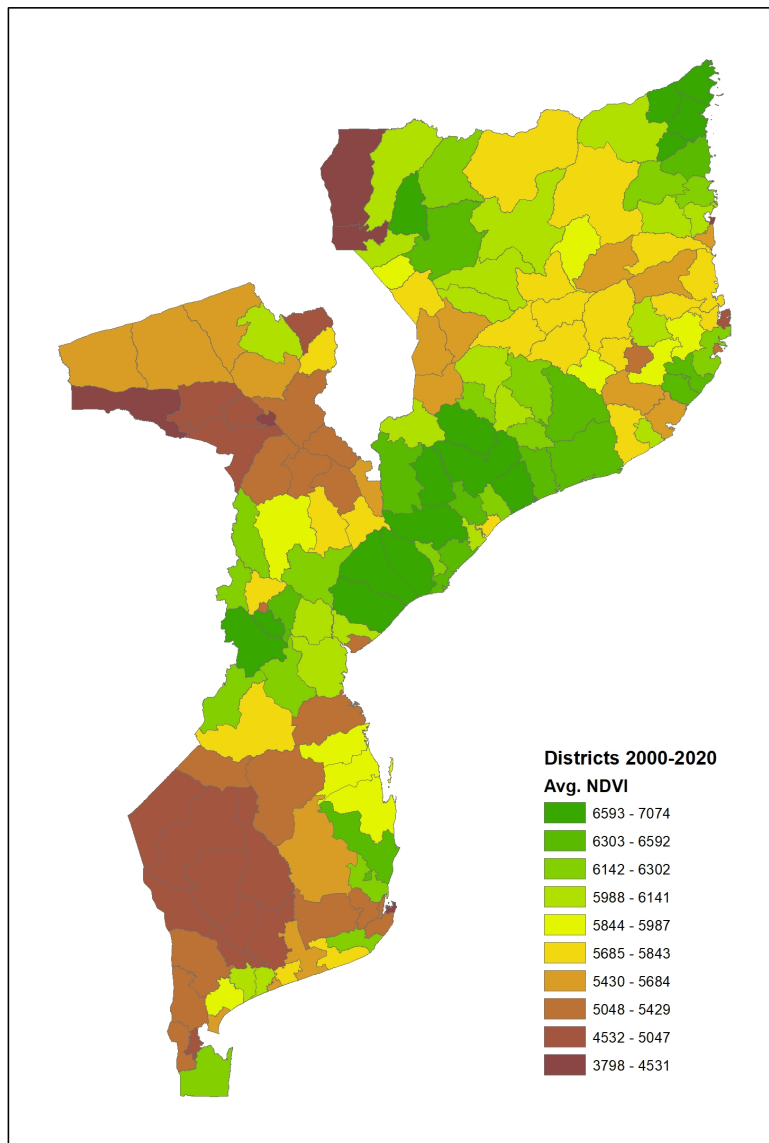 Districts 2000-2020
Avg. NDVI
6593 - 7074
6303 - 6592
6142 - 6302
5988 - 6141
5844 - 5987
5685 - 5843
5430 - 5684
5048 - 5429
4532 - 5047
3798 - 4531